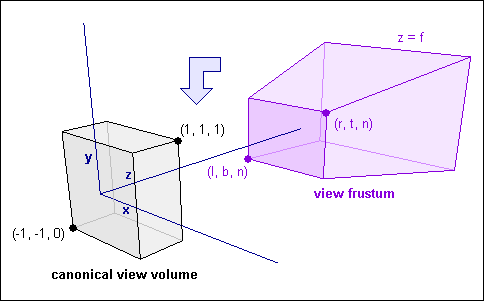 z = f
(1, 1, 1)
(r, t, n)
y
z
(l, b, n)
view frustum
x
(-1, -1, 0)
canonical view volume